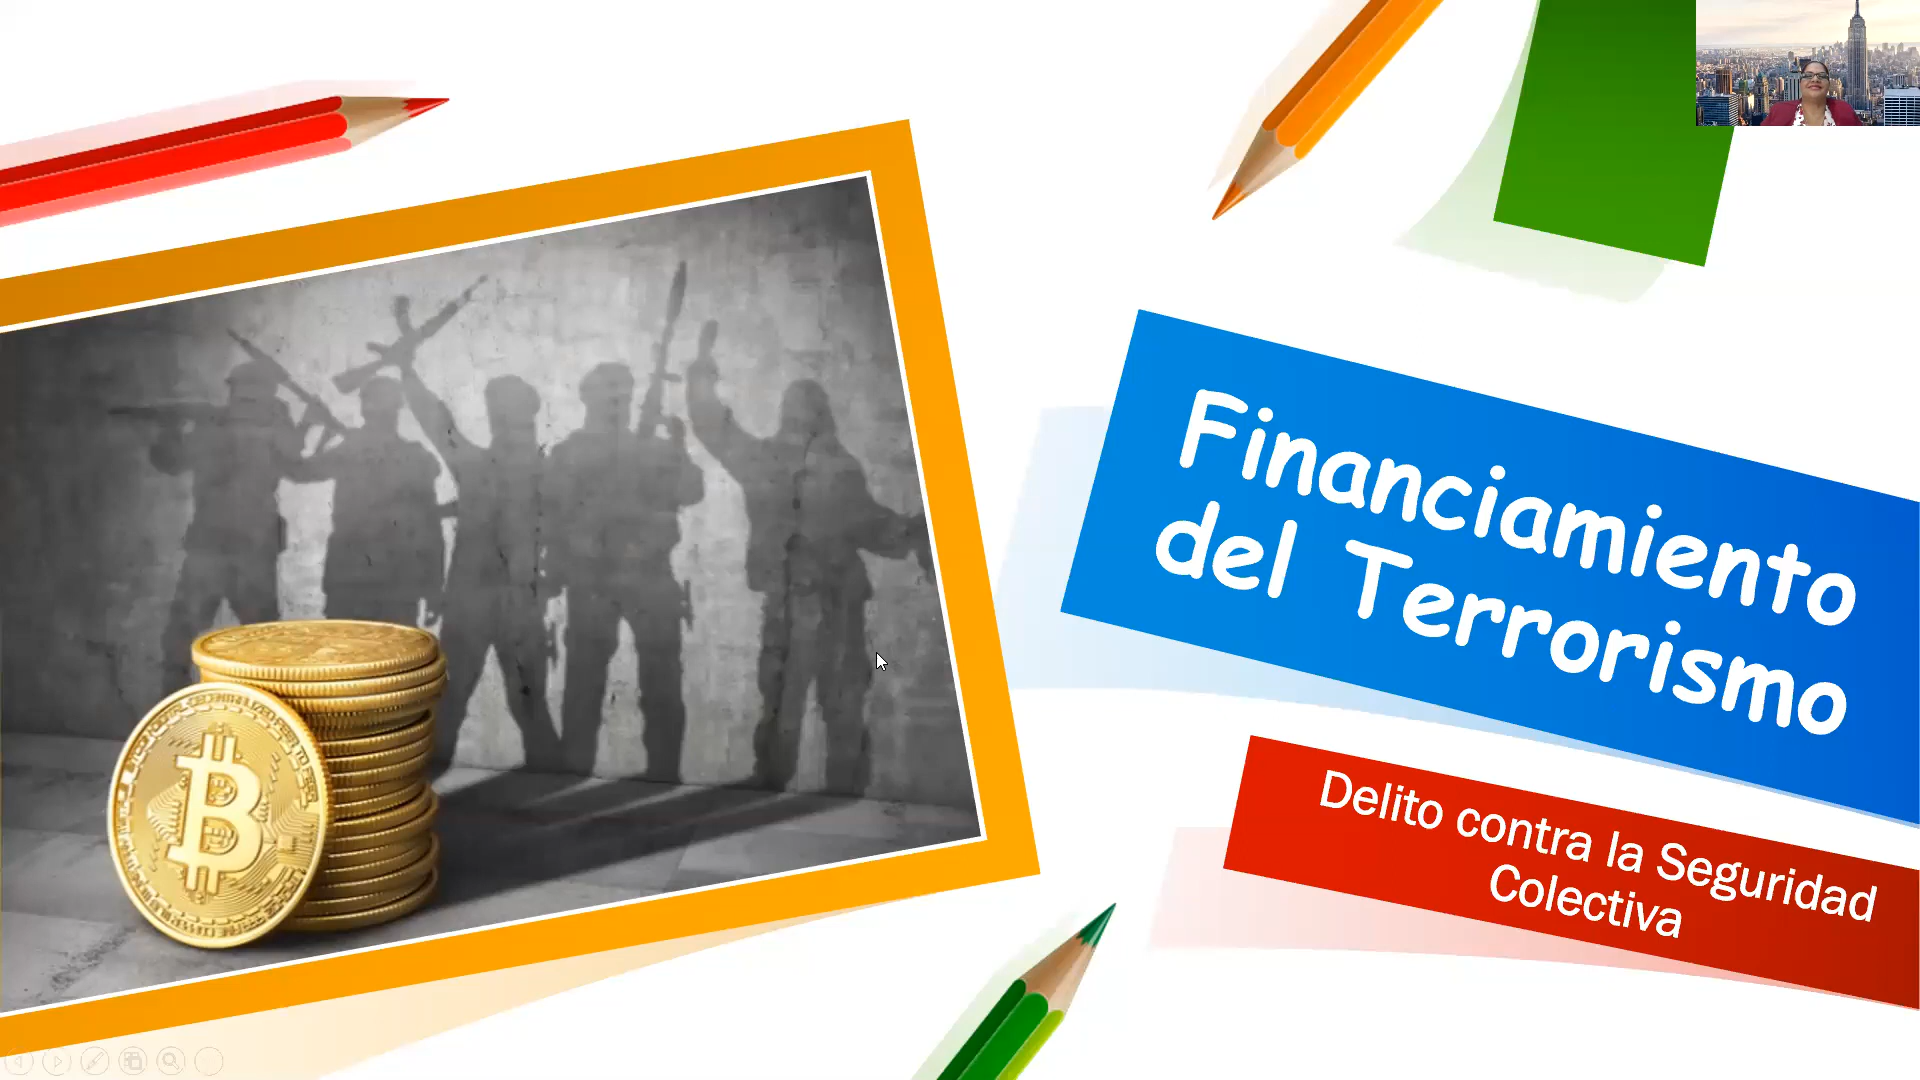 Financiamiento
del Terrorismo
Delito contra la Seguridad
Colectiva